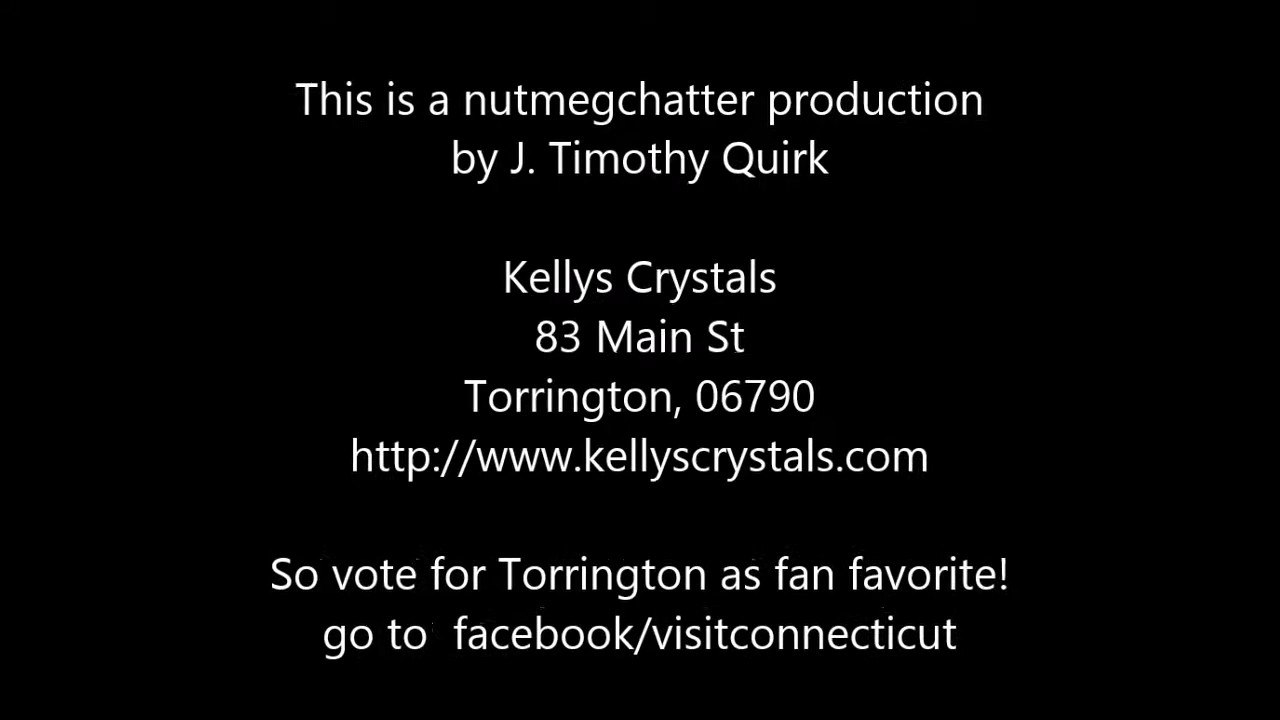 This is a nutmegchatter production
by J. Timothy Quirk
Kellys Crystals
83 Main St
Torrington, 06790
http://www.kellyscrystals.com
So vote for Torrington as fan favorite!
go to  facebook/visitconnecticut